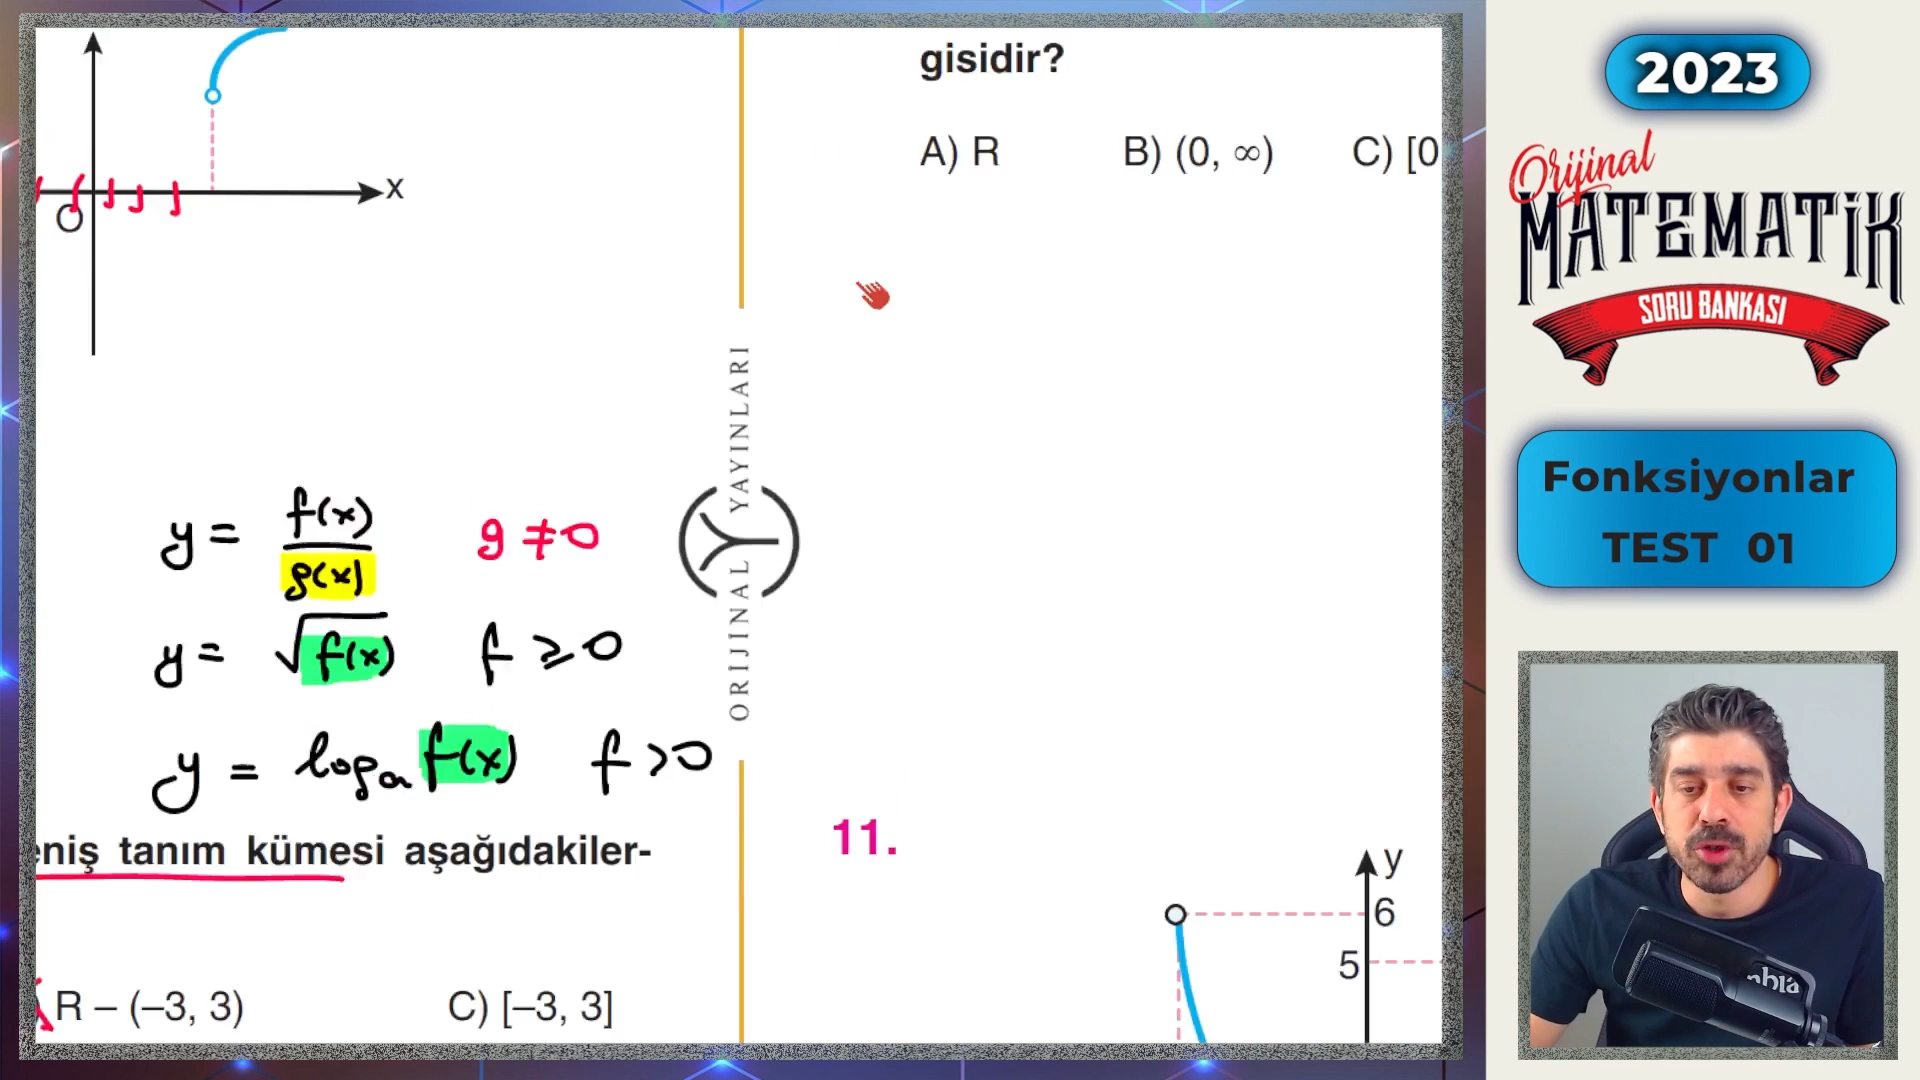 x
O
y = f(x) / g(x) g ≠ 0
y = √f(x) f ≥ 0
y = logₐ f(x) f > 0
eniş tanım kümesi aşağıdakiler-
R – (–3, 3) C) [–3, 3]
ORİJİNAL YAYINLARI
gisidir?
A) R B) (0, ∞) C) [0
11.
y
6
5
2023
Orijinal
MATEMATİK
SORU BANKASI
Fonksiyonlar
TEST 01